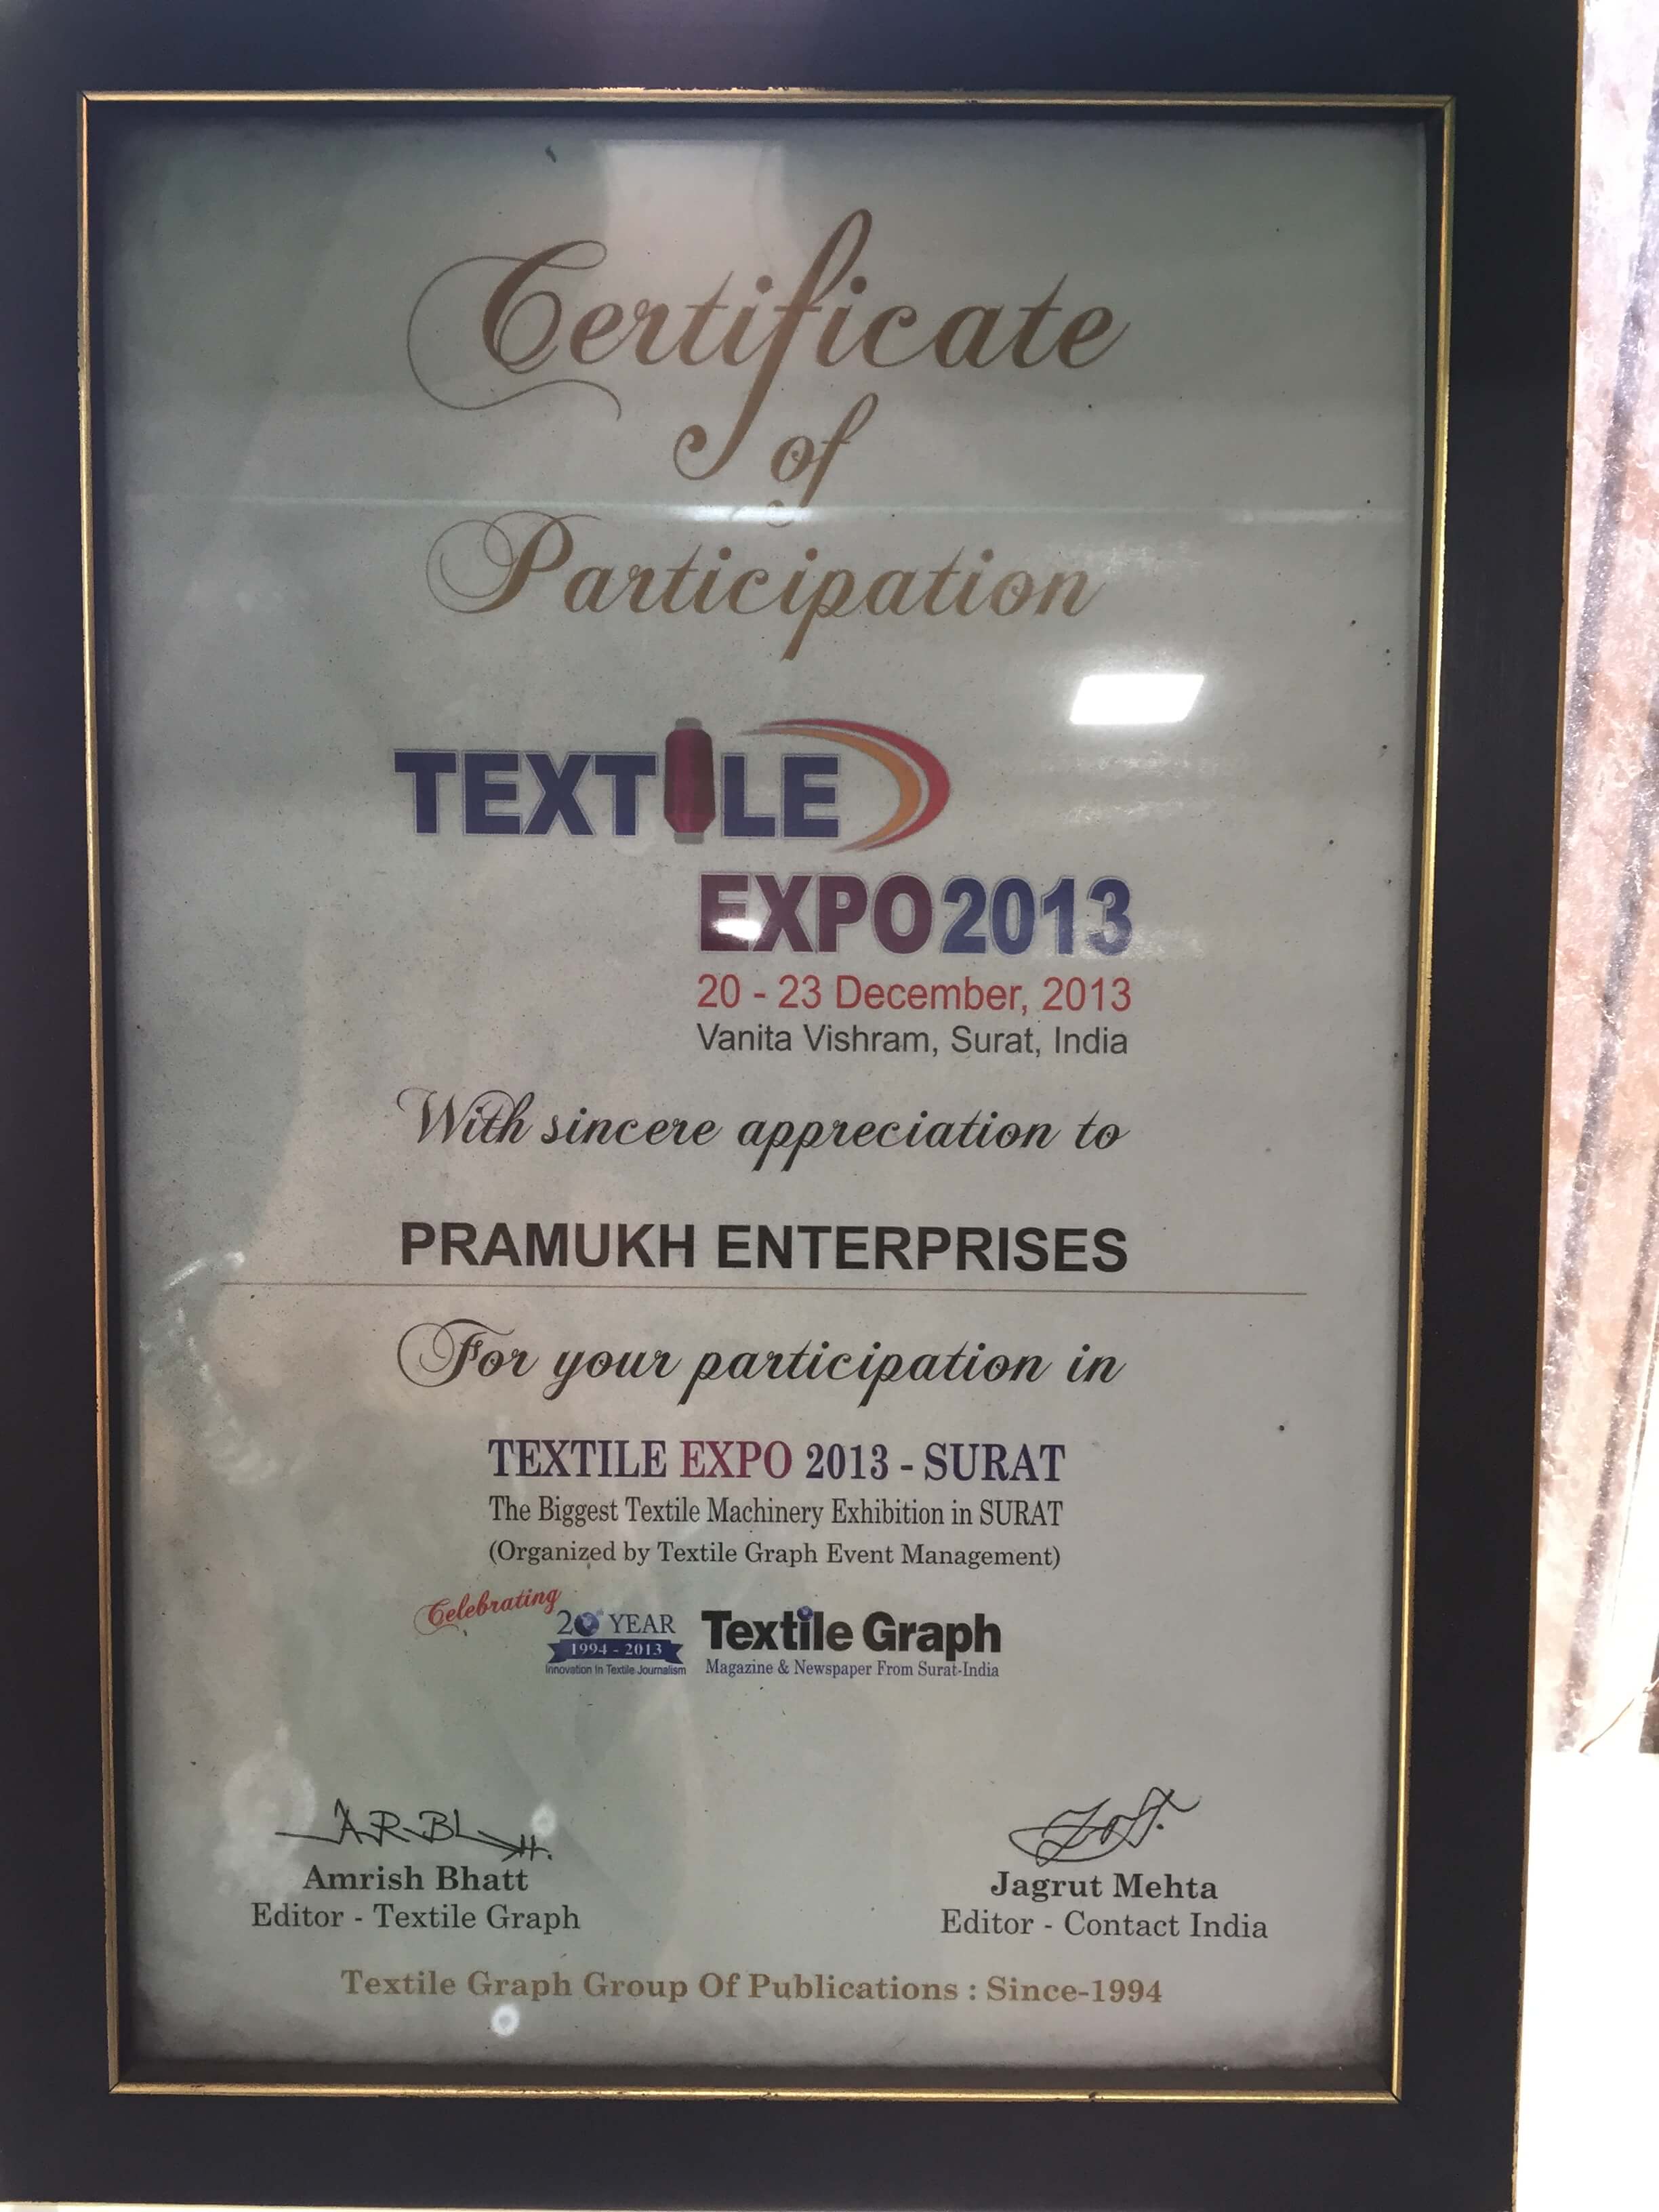 Certificate
of
Participation
TEXTILE
EXPO 2013
20 - 23 December, 2013
Vanita Vishram, Surat, India
With sincere appreciation to
PRAMUKH ENTERPRISES
For your participation in
TEXTILE EXPO 2013 - SURAT
The Biggest Textile Machinery Exhibition in SURAT
(Organized by Textile Graph Event Management)
Celebrating
20 YEAR
1994 - 2013
Innovation In Textile Journalism
Textile Graph
Magazine & Newspaper From Surat-India
A.R.Bhatt.
Amrish Bhatt
Editor - Textile Graph
Jagrut Mehta
Editor - Contact India
Textile Graph Group Of Publications : Since-1994